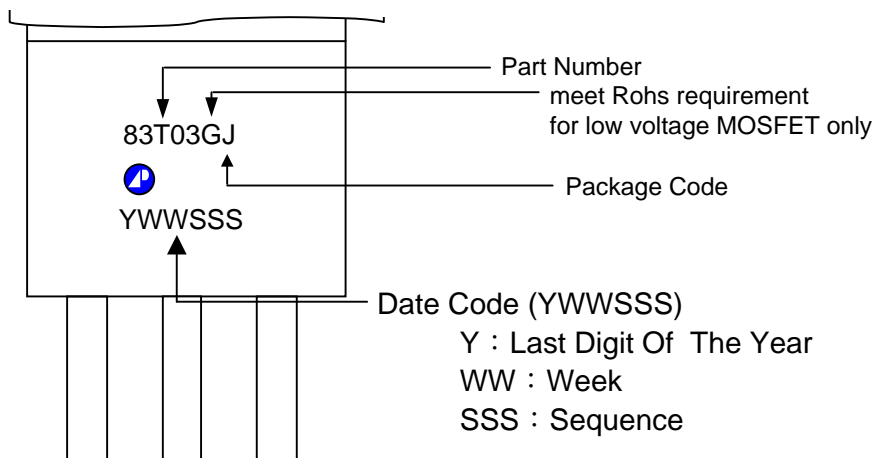 Part Number
meet Rohs requirement
for low voltage MOSFET only
83T03GJ
Package Code
YWWSSS
Date Code (YWWSSS)
Y：Last Digit Of The Year
WW：Week
SSS：Sequence